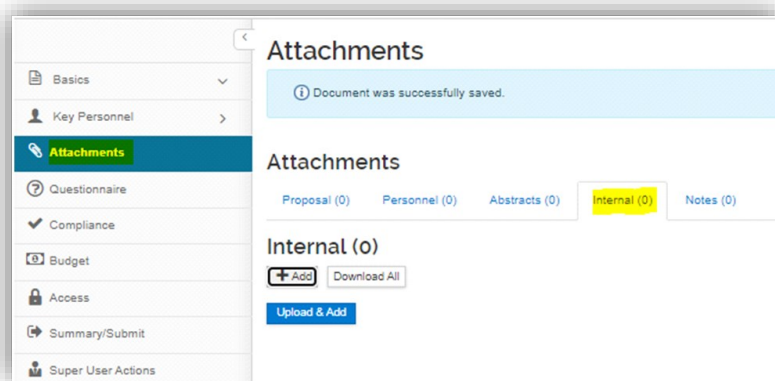 Basics
Key Personnel
Attachments
Questionnaire
Compliance
Budget
Access
Summary/Submit
Super User Actions
Attachments
Document was successfully saved.
Attachments
Proposal (0) Personnel (0) Abstracts (0) Internal (0) Notes (0)
Internal (0)
+ Add Download All
Upload & Add